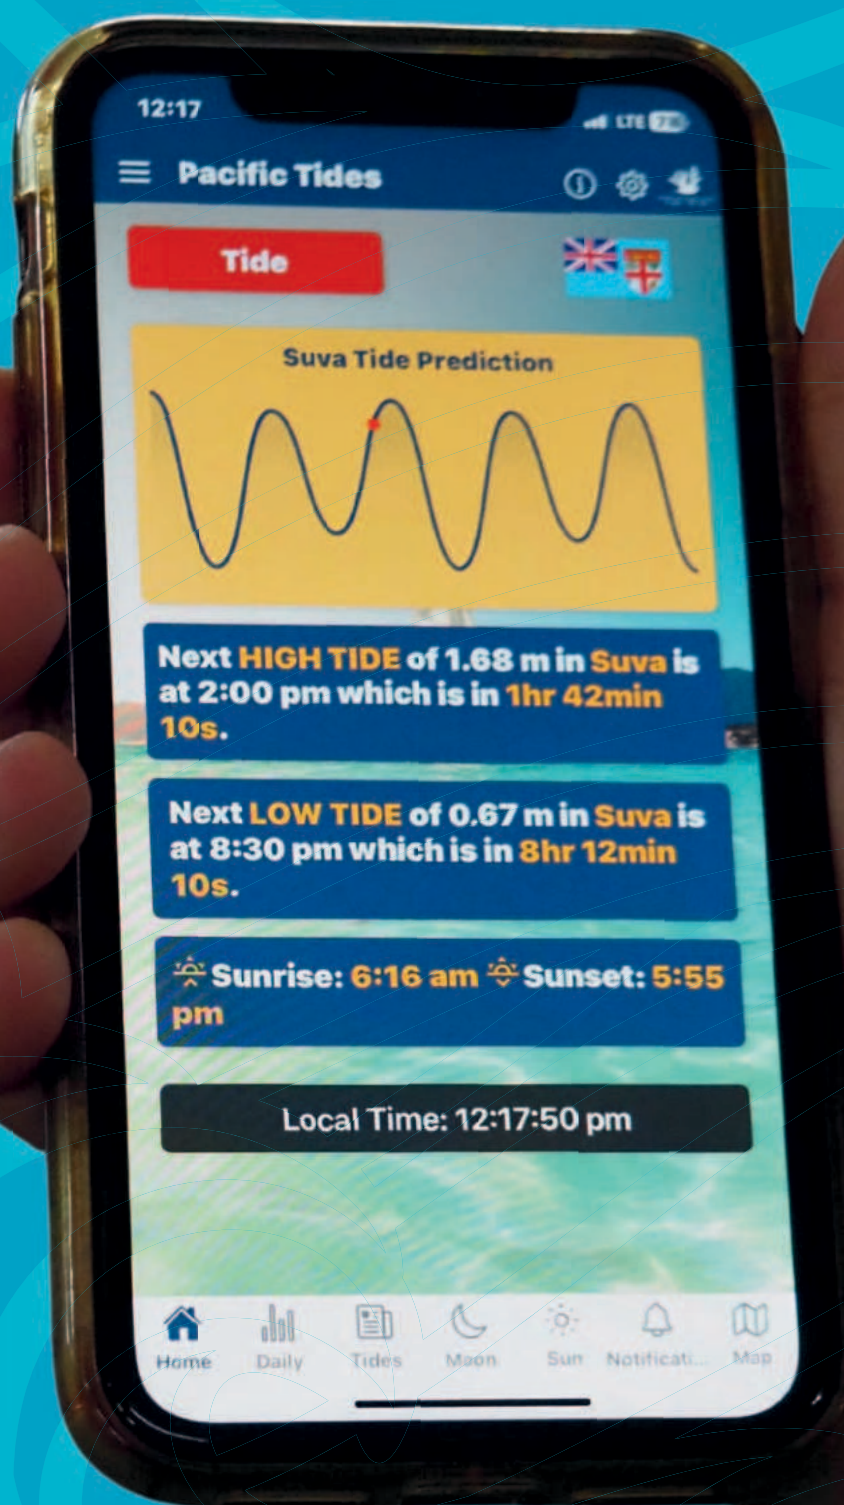 12:17
LTE
Pacific Tides
Tide
Suva Tide Prediction
Next HIGH TIDE of 1.68 m in Suva is
at 2:00 pm which is in 1hr 42min
10s.
Next LOW TIDE of 0.67 m in Suva is
at 8:30 pm which is in 8hr 12min
10s.
Sunrise: 6:16 am Sunset: 5:55
pm
Local Time: 12:17:50 pm
Home Daily Tides Moon Sun Notificati... Map